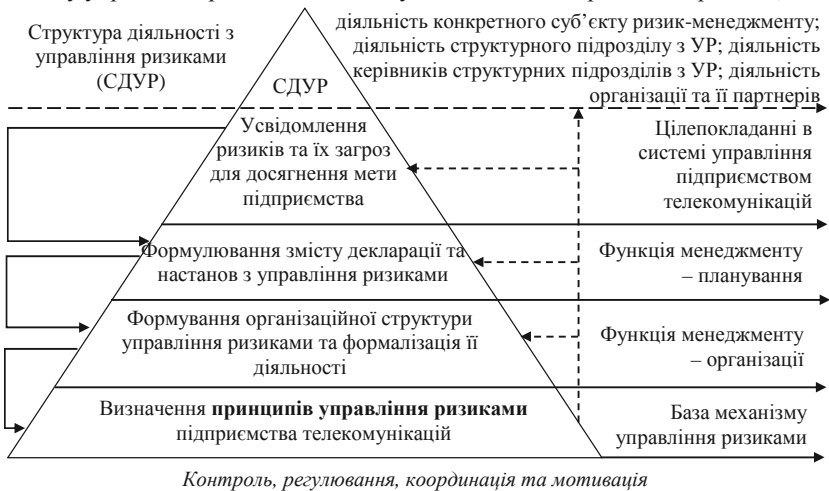 Структура діяльності з
управління ризиками
(СДУР)
СДУР
діяльність конкретного суб’єкту ризик-менеджменту;
діяльність структурного підрозділу з УР; діяльність
керівників структурних підрозділів з УР; діяльність
організації та її партнерів
Усвідомлення
ризиків та їх загроз
для досягнення мети
підприємства
Цілепокладанні в
системі управління
підприємством
телекомунікацій
Формулювання змісту декларації та
настанов з управління ризиками
Функція менеджменту
– планування
Формування організаційної структури
управління ризиками та формалізація її
діяльності
Функція менеджменту
– організації
Визначення принципів управління ризиками
підприємства телекомунікацій
База механізму
управління ризиками
Контроль, регулювання, координація та мотивація